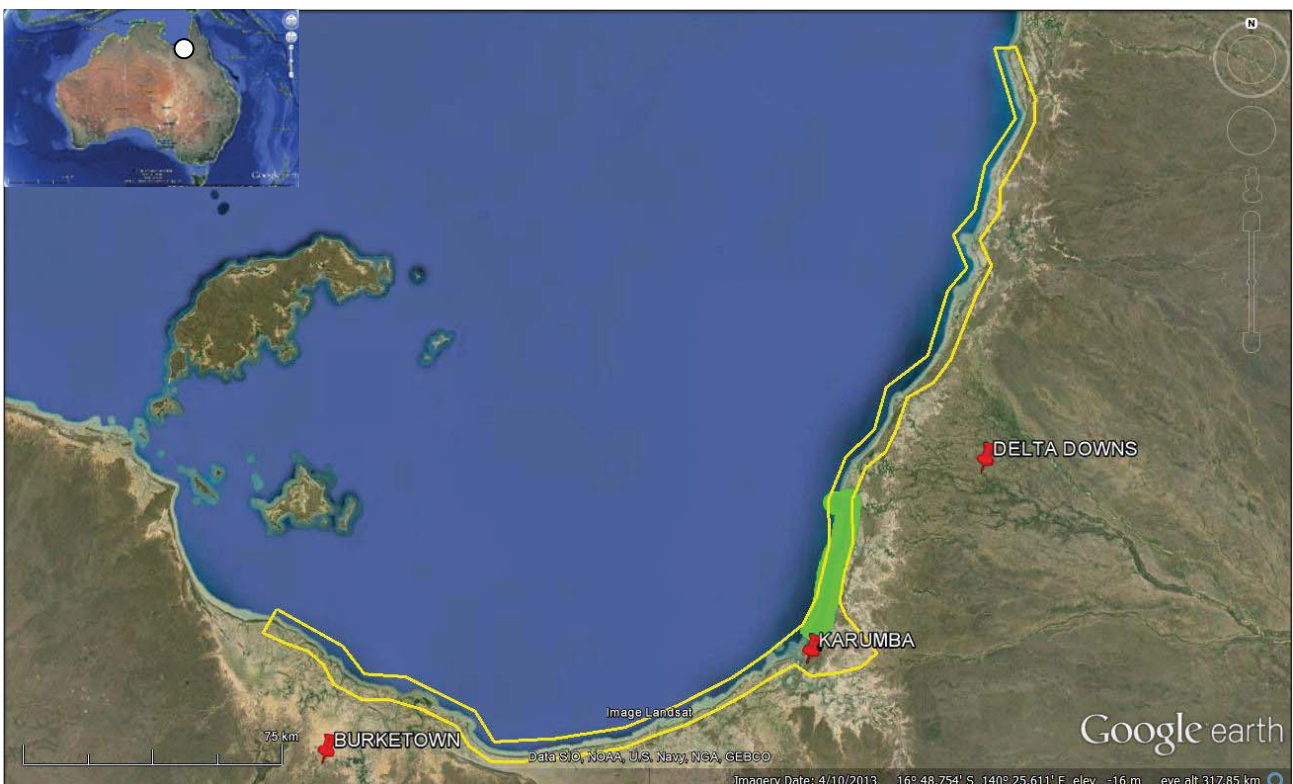 N
DELTA DOWNS
KARUMBA
Image Landsat
BURKETOWN
75 km
Data SIO, NOAA, U.S. Navy, NGA, GEBCO
Google earth
Imagery Date: 4/10/2013 16° 48.754' S 140° 25.611' E elev -16 m eye alt 317.85 km